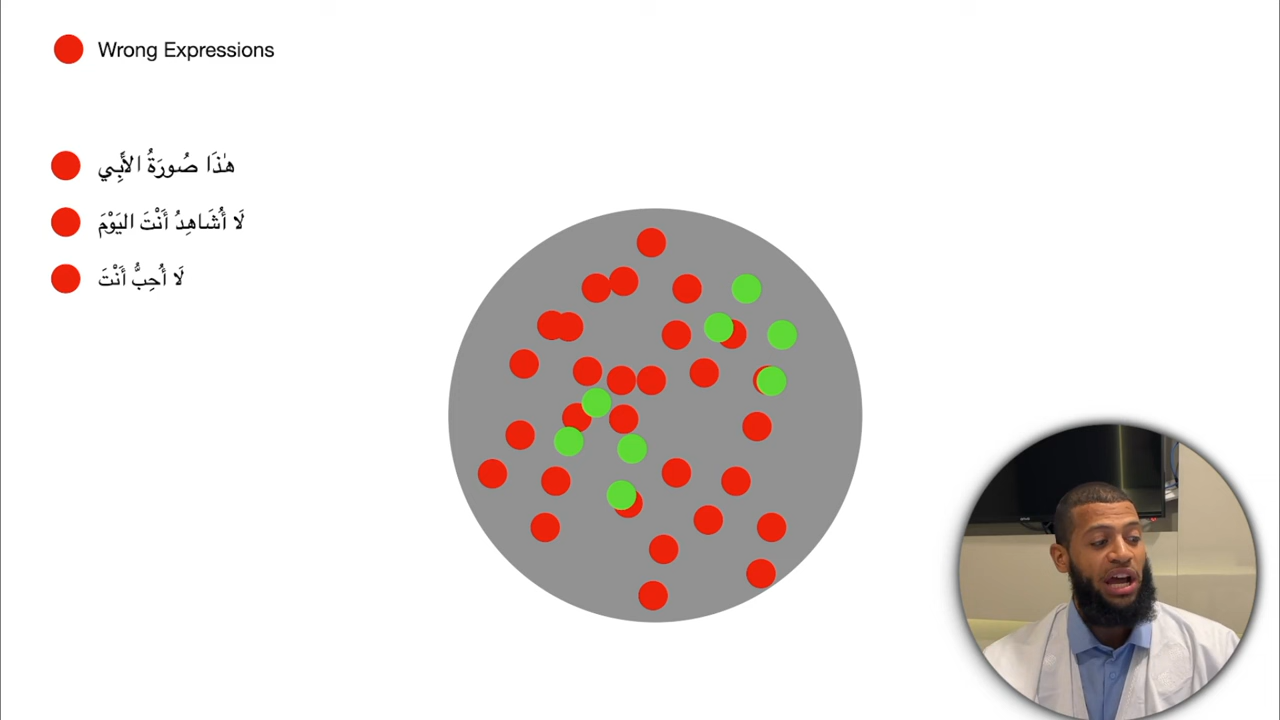 Wrong Expressions
هٰذَا صُورَةُ الأَبِي
لَا أُشَاهِدُ أَنْتَ اليَوْمَ
لَا أُحِبُّ أَنْتَ